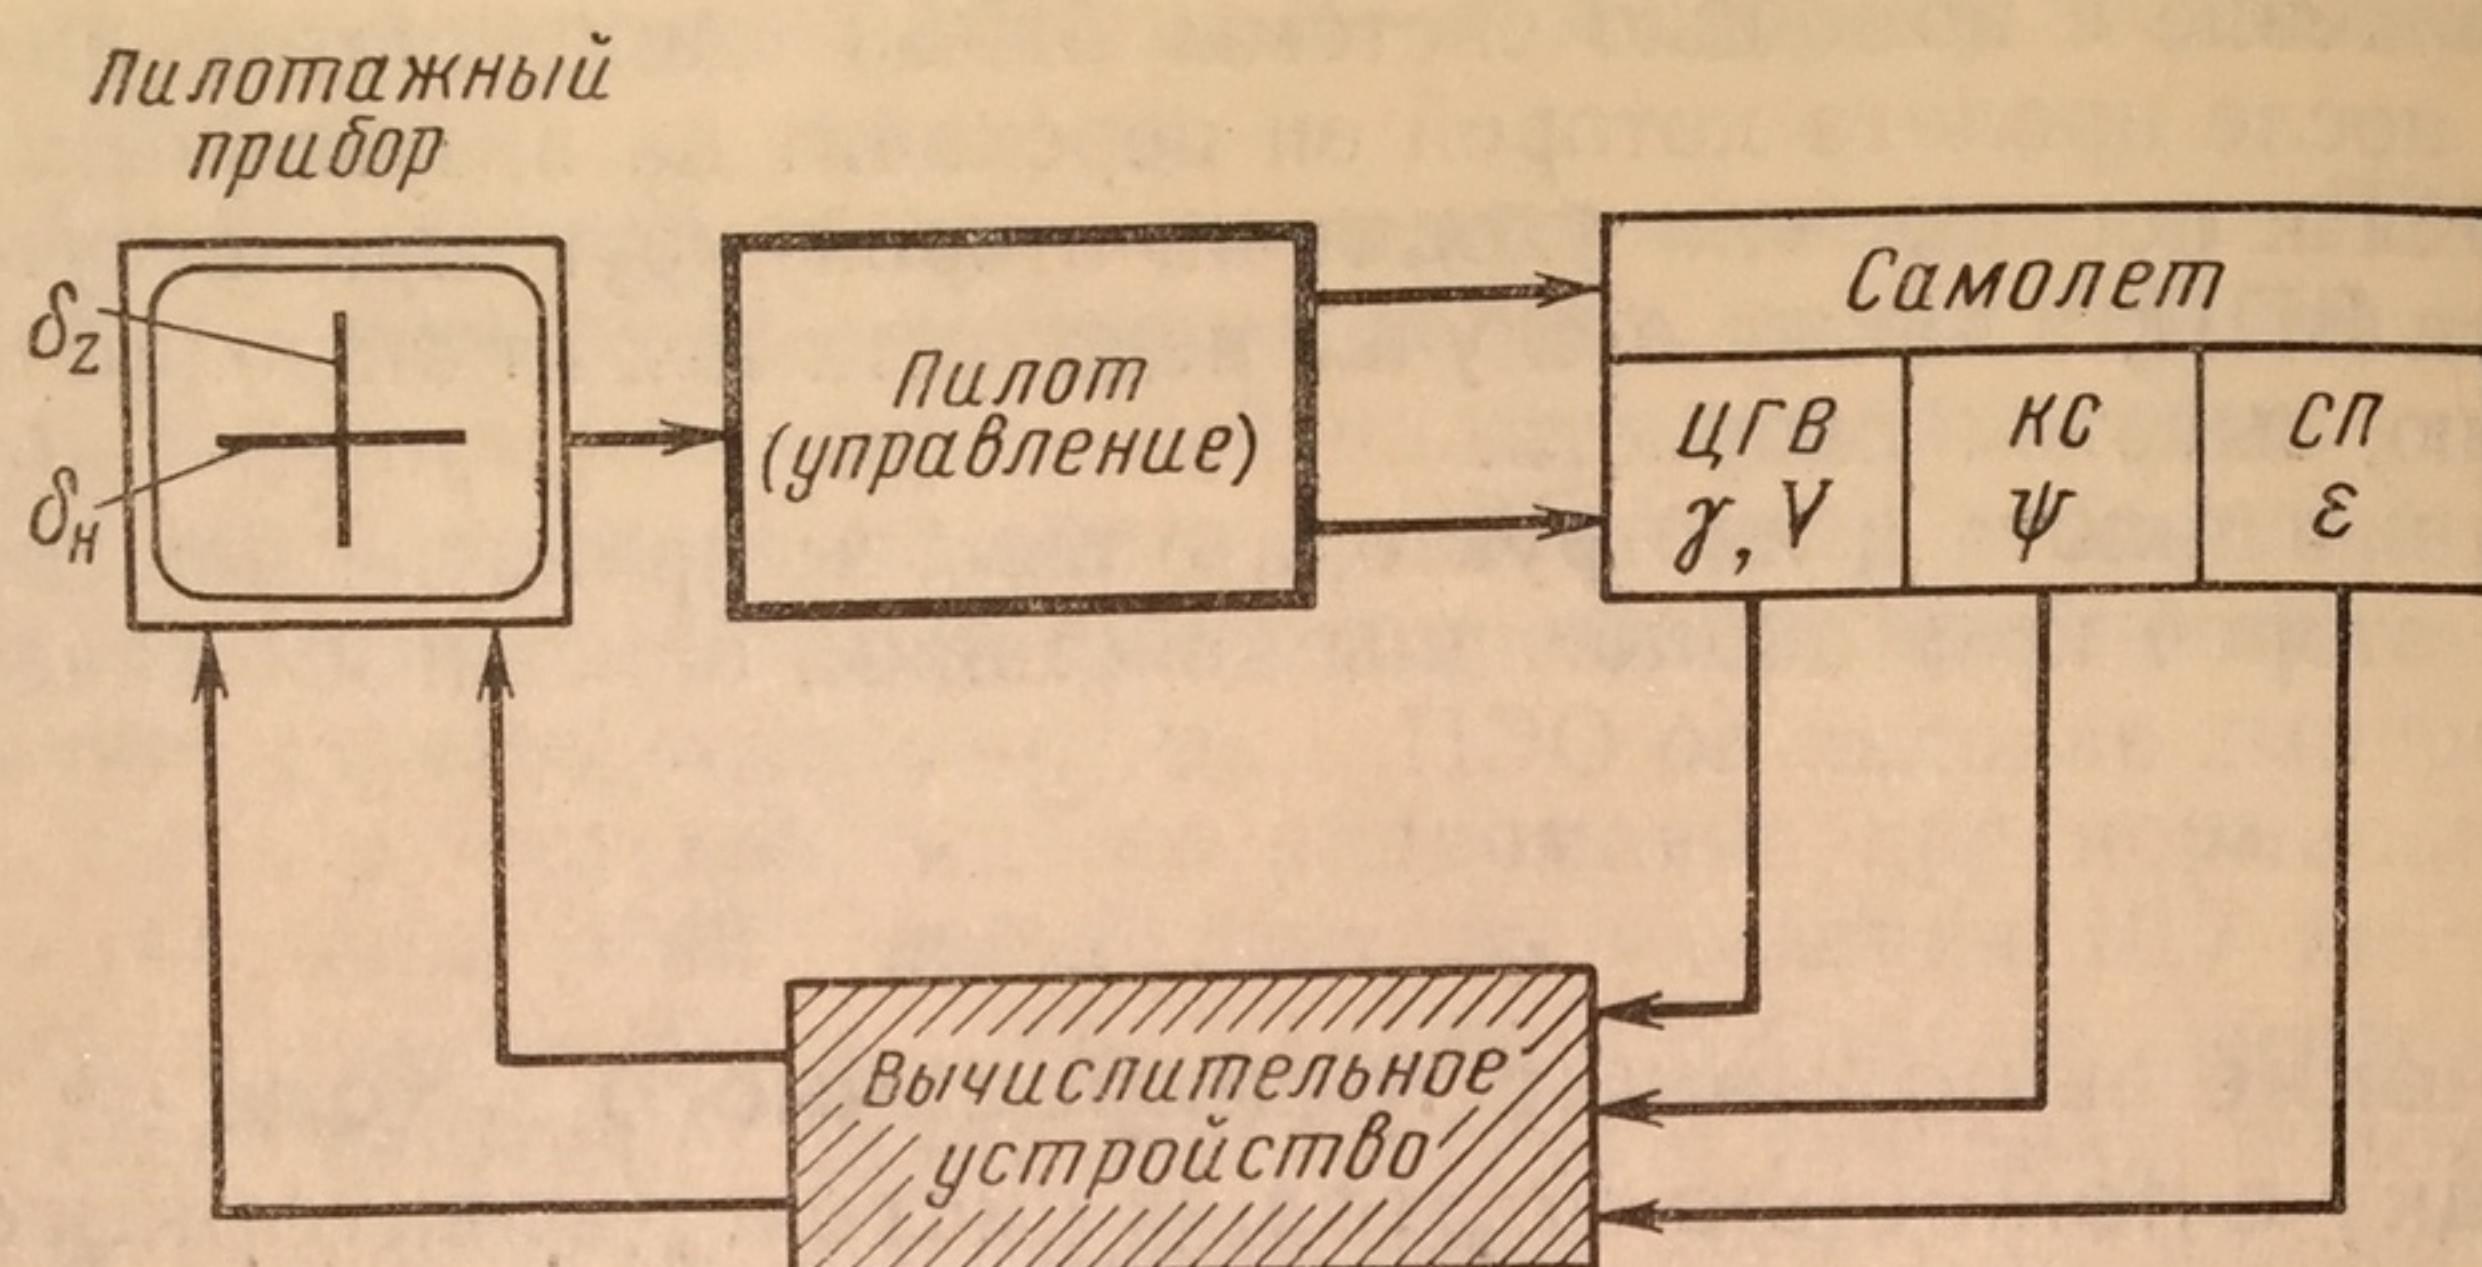 Пилотажный
прибор
δz
δн
Пилот
(управление)
Самолет
ЦГВ
γ, V
КС
ψ
СП
ε
Вычислительное
устройство